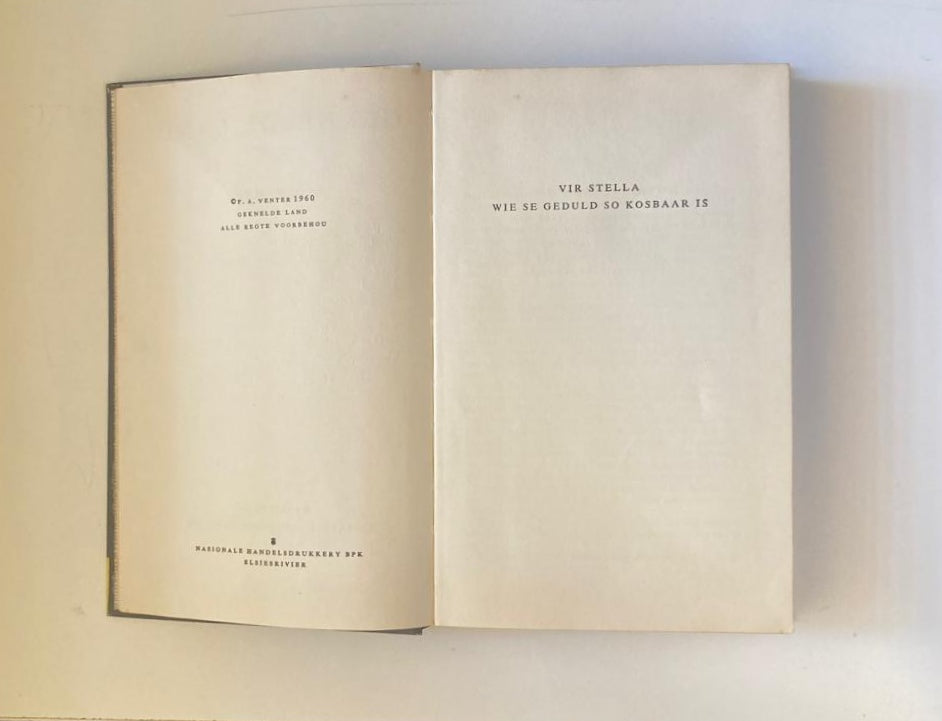 ©F. A. VENTER 1960
GEKNELDE LAND
ALLE REGTE VOORBEHOU
NASIONALE HANDELSDRUKKERY BPK
ELSIESRIVIER
VIR STELLA
WIE SE GEDULD SO KOSBAAR IS